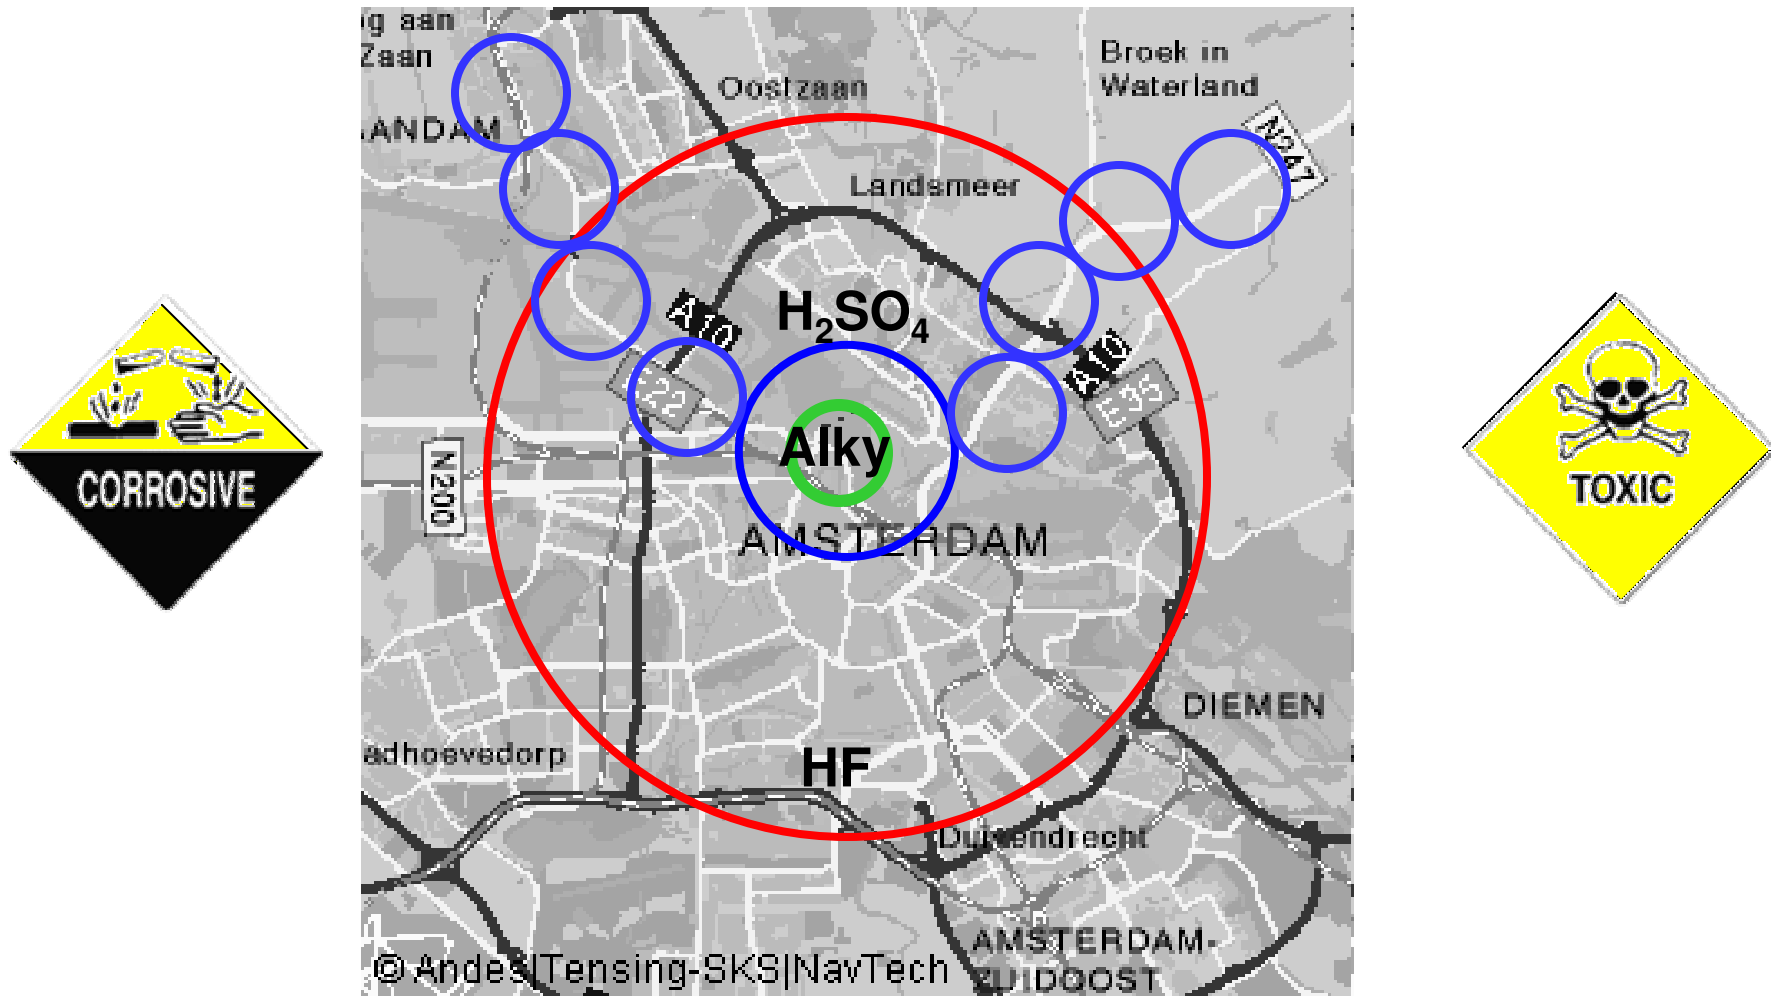 g aan
Zaan
Broek in
Waterland
Oostzaan
ANDAM
N247
Landsmeer
H₂SO₄
A10
A10
22
E 35
CORROSIVE
Alky
N200
TOXIC
AMSTERDAM
DIEMEN
adhoevedorp
HF
Duivendrecht
AMSTERDAM-
ZUIDOOST
© Andes|Tensing-SKS|NavTech